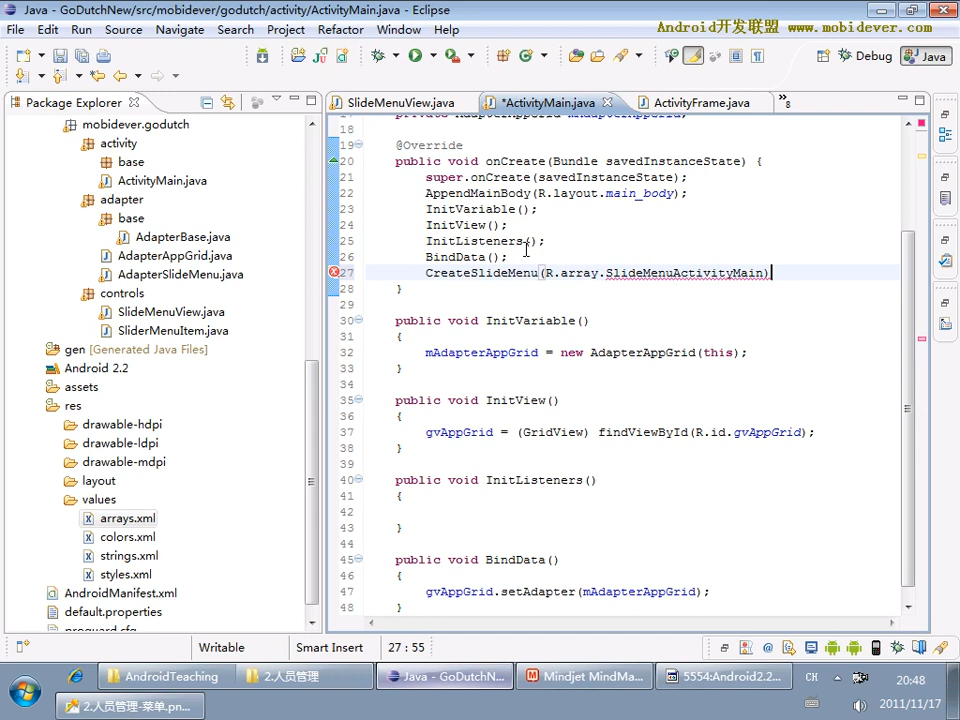 Java - GoDutchNew/src/mobidever/godutch/activity/ActivityMain.java - Eclipse
File Edit Run Source Navigate Search Project Refactor Window Help
Android开发联盟 www.mobidever.com
Debug Java
Package Explorer
SlideMenuView.java *ActivityMain.java ActivityFrame.java »8
mobidever.godutch
activity
base
ActivityMain.java
adapter
base
AdapterBase.java
AdapterAppGrid.java
AdapterSlideMenu.java
controls
SlideMenuView.java
SliderMenuItem.java
gen [Generated Java Files]
Android 2.2
assets
res
drawable-hdpi
drawable-ldpi
drawable-mdpi
layout
values
arrays.xml
colors.xml
strings.xml
styles.xml
AndroidManifest.xml
default.properties
proguard.cfg
private AdapterAppGrid mAdapterAppGrid;
18
19 @Override
20 public void onCreate(Bundle savedInstanceState) {
21 super.onCreate(savedInstanceState);
22 AppendMainBody(R.layout.main_body);
23 InitVariable();
24 InitView();
25 InitListeners();
26 BindData();
27 CreateSlideMenu(R.array.SlideMenuActivityMain)
28 }
29
30 public void InitVariable()
31 {
32 mAdapterAppGrid = new AdapterAppGrid(this);
33 }
34
35 public void InitView()
36 {
37 gvAppGrid = (GridView) findViewById(R.id.gvAppGrid);
38 }
39
40 public void InitListeners()
41 {
42
43 }
44
45 public void BindData()
46 {
47 gvAppGrid.setAdapter(mAdapterAppGrid);
48 }
Writable Smart Insert 27 : 55
AndroidTeaching 2.人员管理 Java - GoDutchN... Mindjet MindMa... 5554:Android2.2... CH 20:48
2.人员管理-菜单.pn... 2011/11/17